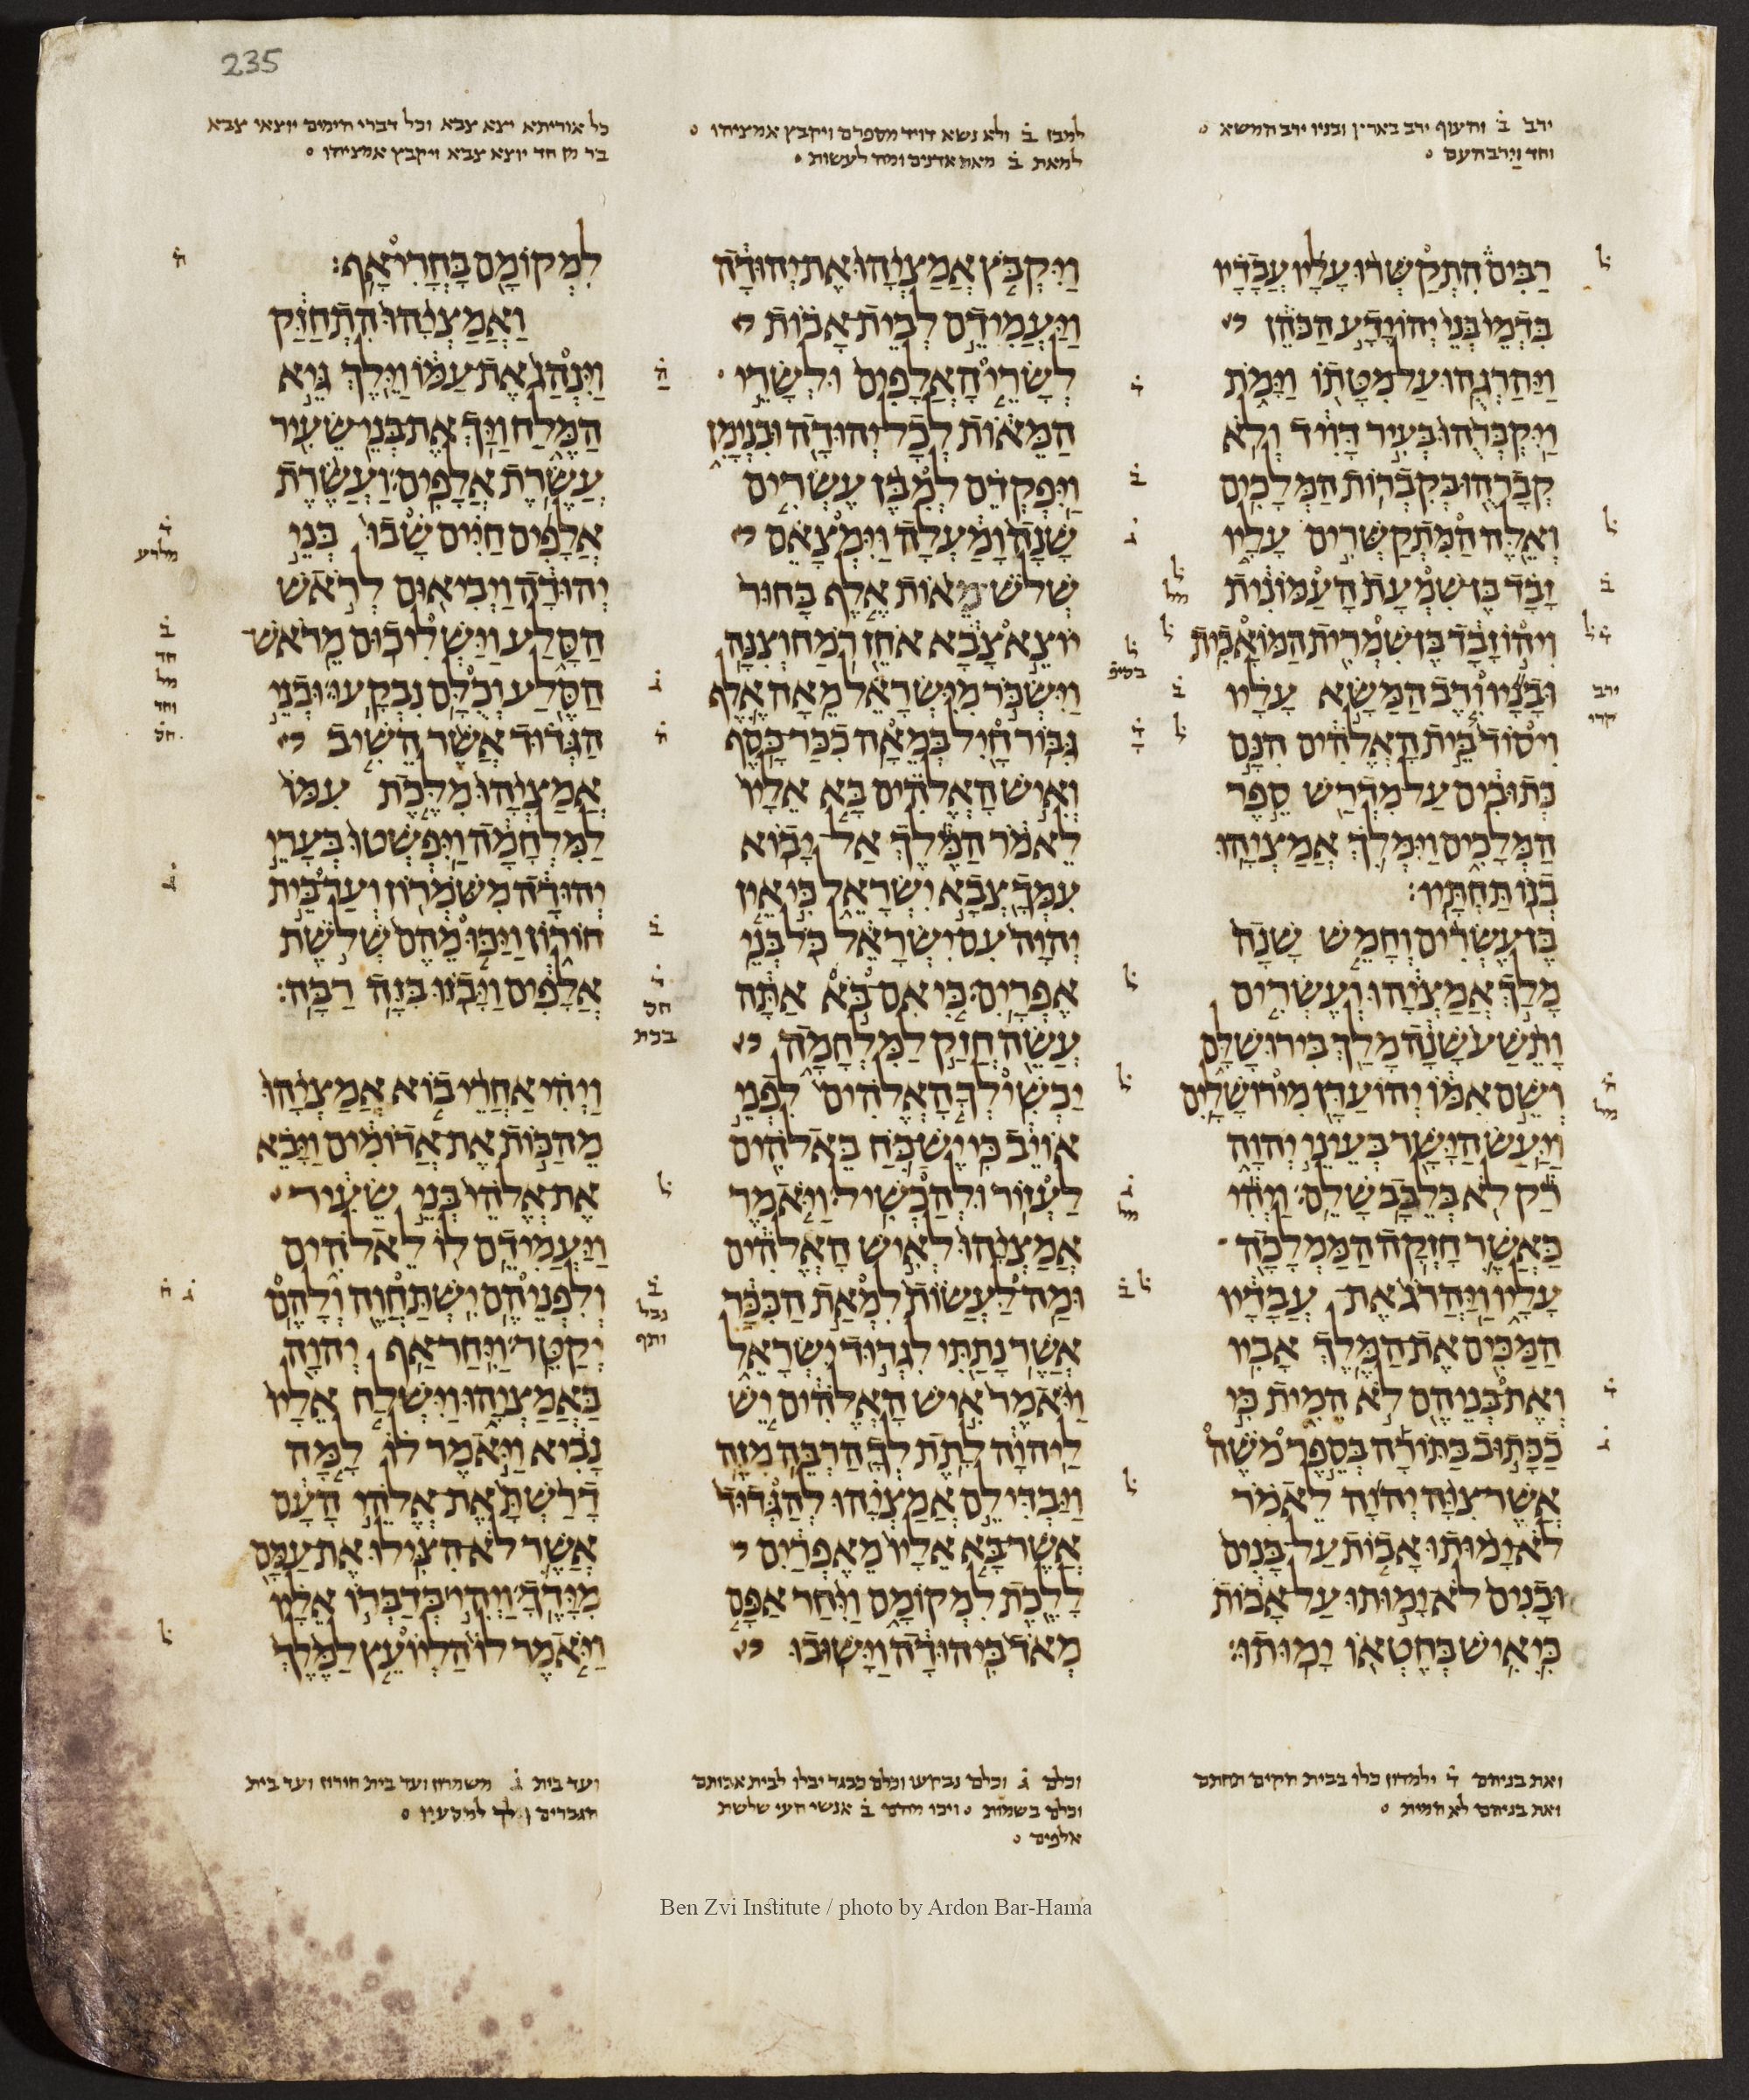 235
ירב ב והעוף ירב בארץ ובניו ירב המשא
וחד וירב העם
למבן ב ולא נשא דויד מספרם ויקבץ אמציהו
למאת ב מאת אדנים ומה לעשות
כל אוריתא יצא צבא וכל דברי הימים יוצאי צבא
בר מן חד יוצא צבא ויקבץ אמציהו
רבים התקשרו עליו עבדיו
בדמי בני יהוידע הכהן
ויהרגהו על מטתו וימת
ויקברהו בעיר דויד ולא
קברהו בקברות המלכים
ואלה המתקשרים עליו
זבד בן שמעת העמונית
ויהוזבד בן שמרית המואבית
ובניו ורב המשא עליו
ויסוד בית האלהים הנם
כתובים על מדרש ספר
המלכים וימלך אמציהו
בנו תחתיו׃
בן עשרים וחמש שנה
מלך אמציהו ועשרים
ותשע שנה מלך בירושלם
ושם אמו יהועדן מירושלים
ויעש הישר בעיני יהוה
רק לא בלבב שלם׃ ויהי
כאשר חזקה הממלכה
עליו ויהרג את עבדיו
המכים את המלך אביו
ואת בניהם לא המית כי
ככתוב בתורה בספר משה
אשר צוה יהוה לאמר
לא ימותו אבות על בנים
ובנים לא ימותו על אבות
כי איש בחטאו ימותו׃
ויקבץ אמציהו את יהודה
ויעמידם לבית אבות
לשרי האלפים ולשרי
המאות לכל יהודה ובנימן
ויפקדם למבן עשרים
שנה ומעלה וימצאם
שלש מאות אלף בחור
יוצא צבא אחז רמח וצנה
וישכר מישראל מאה אלף
גבור חיל במאה ככר כסף
ואיש האלהים בא אליו
לאמר המלך אל יבוא
עמך צבא ישראל כי אין
יהוה עם ישראל כל בני
אפרים׃ כי אם בא אתה
עשה חזק למלחמה
יכשילך האלהים לפני
אויב כי יש כח באלהים
לעזור ולהכשיל׃ ויאמר
אמציהו לאיש האלהים
ומה לעשות למאת הככר
אשר נתתי לגדוד ישראל
ויאמר איש האלהים יש
ליהוה לתת לך הרבה מזה
ויבדילם אמציהו להגדוד
אשר בא אליו מאפרים
ללכת למקומם ויחר אפם
מאד ביהודה וישובו
למקומם בחרי אף׃
ואמציהו התחזק
וינהג את עמו וילך גיא
המלח ויך את בני שעיר
עשרת אלפים׃ ועשרת
אלפים חיים שבו בני
יהודה ויביאום לראש
הסלע וישליכום מראש
הסלע וכלם נבקעו׃ ובני
הגדוד אשר השיב
אמציהו מלכת עמו
למלחמה ויפשטו בערי
יהודה משמרון ועד בית
חורון ויכו מהם שלשת
אלפים ויבזו בזה רבה׃
ויהי אחרי בוא אמציהו
מהכות את אדומים ויבא
את אלהי בני שעיר
ויעמידם לו לאלהים
ולפניהם ישתחוה ולהם
יקטר׃ ויחר אף יהוה
באמציהו וישלח אליו
נביא ויאמר לו למה
דרשת את אלהי העם
אשר לא הצילו את עמם
מידך׃ ויהי בדברו אליו
ויאמר לו הליועץ למלך
ואת בניהם ד ילמדון כלו בבית חקים תחתם
ואת בניהם לא המית
וכלם ג וכלם נבקעו וכלם כבגד יבלו לבית אבותם
וכלם בשמות ויכו מהם ב אנשי העי שלשת
אלפים
ועד בית ג משמרון ועד בית חורון ועד בית
הגברים
Ben Zvi Institute / photo by Ardon Bar-Hama